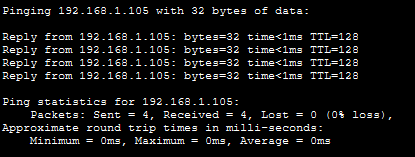 Pinging 192.168.1.105 with 32 bytes of data:
Reply from 192.168.1.105: bytes=32 time<1ms TTL=128
Reply from 192.168.1.105: bytes=32 time<1ms TTL=128
Reply from 192.168.1.105: bytes=32 time<1ms TTL=128
Reply from 192.168.1.105: bytes=32 time<1ms TTL=128
Ping statistics for 192.168.1.105:
    Packets: Sent = 4, Received = 4, Lost = 0 (0% loss),
Approximate round trip times in milli-seconds:
    Minimum = 0ms, Maximum = 0ms, Average = 0ms